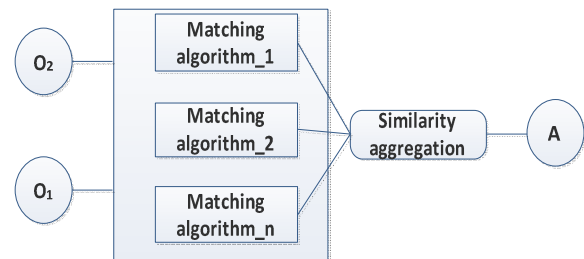 O2
O1
Matching
algorithm_1
Matching
algorithm_2
Matching
algorithm_n
Similarity
aggregation
A